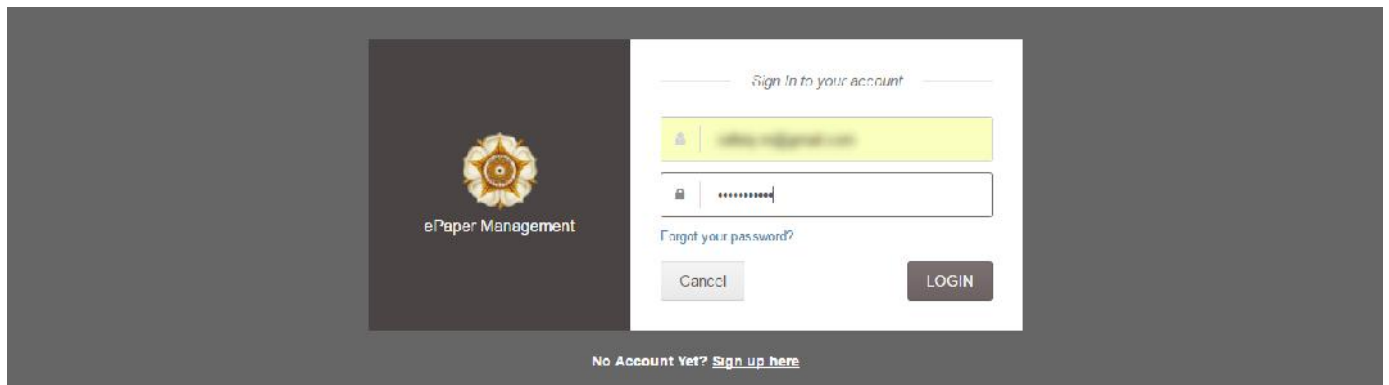 Sign In to your account
ePaper Management
Forgot your password?
Cancel
LOGIN
No Account Yet? Sign up here